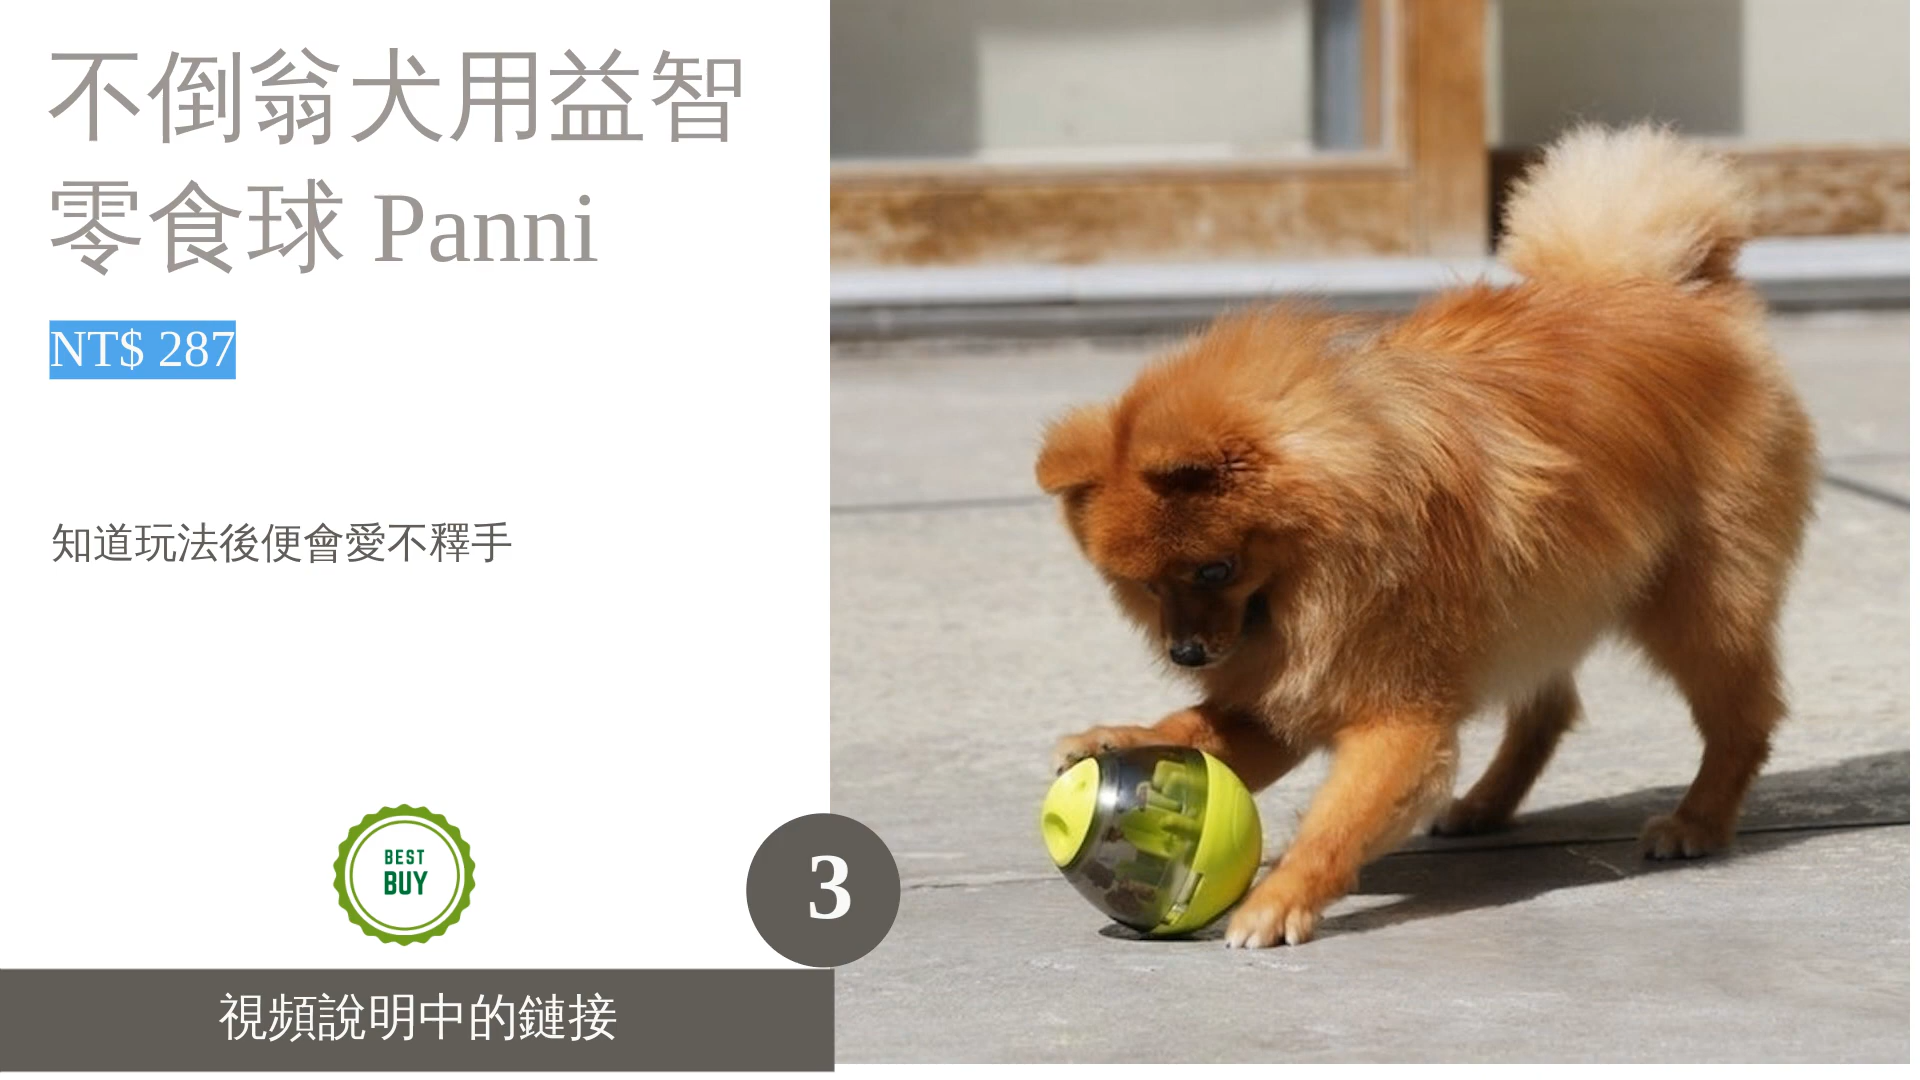 不倒翁犬用益智
零食球 Panni
NT$ 287
知道玩法後便會愛不釋手
BEST
BUY
3
視頻說明中的鏈接